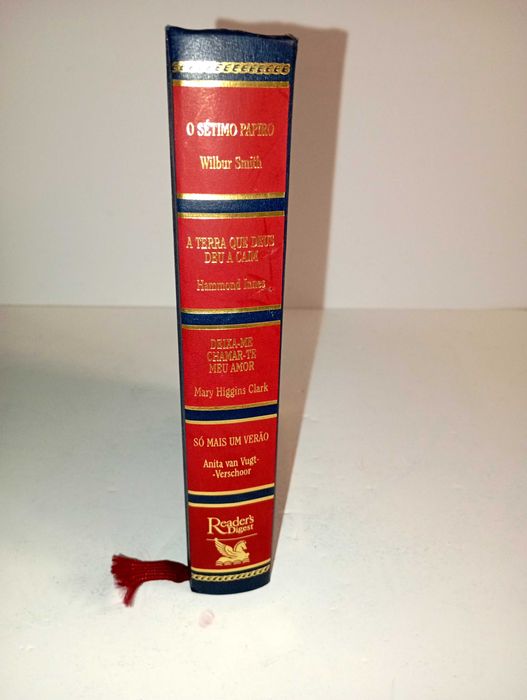 O SÉTIMO PAPIRO
Wilbur Smith
A TERRA QUE DEUS
DEU A CAIM
Hammond Innes
DEIXA-ME
CHAMAR-TE
MEU AMOR
Mary Higgins Clark
SÓ MAIS UM VERÃO
Anita van Vugt-
-Verschoor
Reader's
Digest